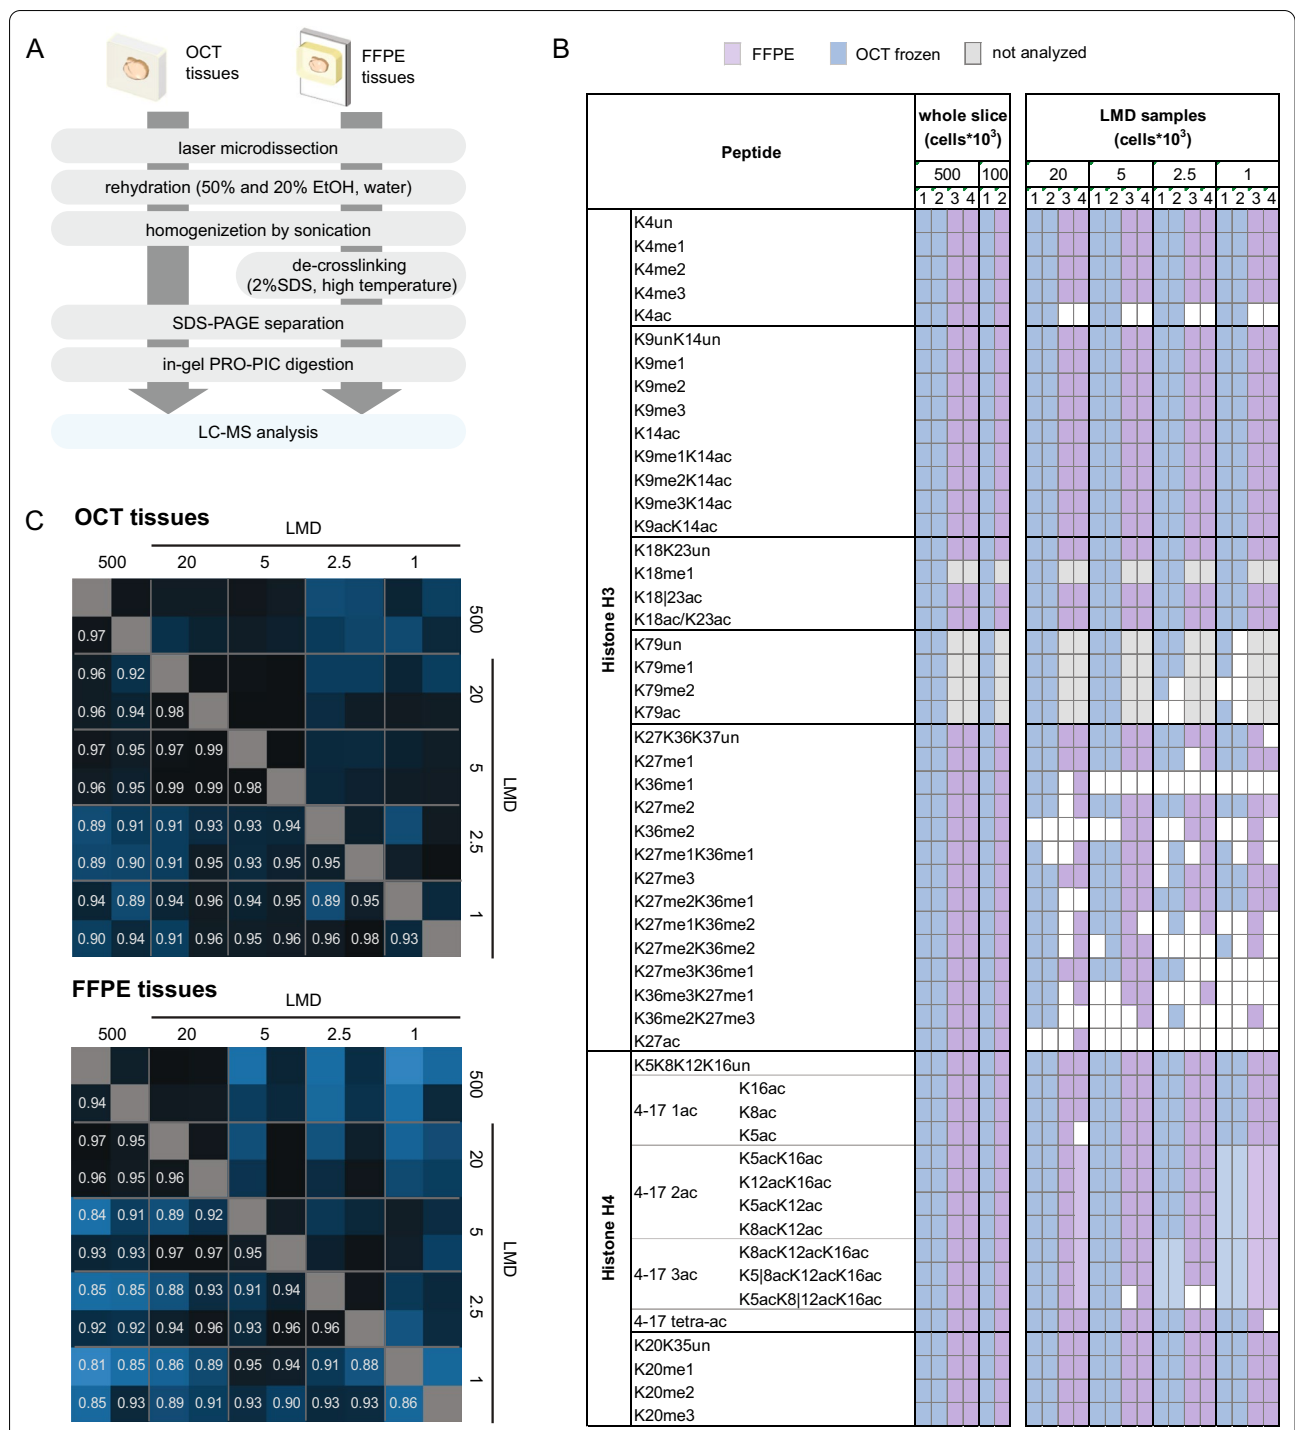 A
OCT
tissues
FFPE
tissues
laser microdissection
rehydration (50% and 20% EtOH, water)
homogenizetion by sonication
de-crosslinking
(2%SDS, high temperature)
SDS-PAGE separation
in-gel PRO-PIC digestion
LC-MS analysis
B
FFPE
OCT frozen
not analyzed
Peptide
whole slice
(cells*10³)
LMD samples
(cells*10³)
500 100 20 5 2.5 1
1 2 3 4 1 2 1 2 3 4 1 2 3 4 1 2 3 4 1 2 3 4
Histone H3
K4un
K4me1
K4me2
K4me3
K4ac
K9unK14un
K9me1
K9me2
K9me3
K14ac
K9me1K14ac
K9me2K14ac
K9me3K14ac
K9acK14ac
K18K23un
K18me1
K18|23ac
K18ac/K23ac
K79un
K79me1
K79me2
K79ac
K27K36K37un
K27me1
K36me1
K27me2
K36me2
K27me1K36me1
K27me3
K27me2K36me1
K27me1K36me2
K27me2K36me2
K27me3K36me1
K36me3K27me1
K36me2K27me3
K27ac
Histone H4
K5K8K12K16un
4-17 1ac
K16ac
K8ac
K5ac
4-17 2ac
K5acK16ac
K12acK16ac
K5acK12ac
K8acK12ac
4-17 3ac
K8acK12acK16ac
K5|8acK12acK16ac
K5acK8|12acK16ac
4-17 tetra-ac
K20K35un
K20me1
K20me2
K20me3
C
OCT tissues
LMD
500 20 5 2.5 1
500
0.97
0.96 0.92
20
0.96 0.94 0.98
0.97 0.95 0.97 0.99
5
0.96 0.95 0.99 0.99 0.98
LMD
0.89 0.91 0.91 0.93 0.93 0.94
2.5
0.89 0.90 0.91 0.95 0.93 0.95 0.95
0.94 0.89 0.94 0.96 0.94 0.95 0.89 0.95
1
0.90 0.94 0.91 0.96 0.95 0.96 0.96 0.98 0.93
FFPE tissues
LMD
500 20 5 2.5 1
500
0.94
0.97 0.95
20
0.96 0.95 0.96
0.84 0.91 0.89 0.92
5
0.93 0.93 0.97 0.97 0.95
LMD
0.85 0.85 0.88 0.93 0.91 0.94
2.5
0.92 0.92 0.94 0.96 0.93 0.96 0.96
0.81 0.85 0.86 0.89 0.95 0.94 0.91 0.88
1
0.85 0.93 0.89 0.91 0.93 0.90 0.93 0.93 0.86